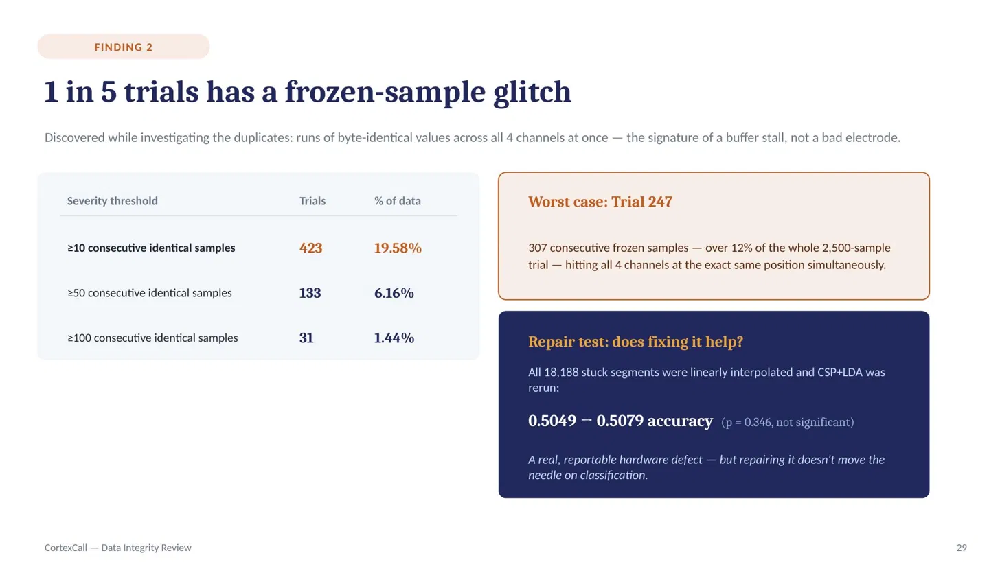 FINDING 2
1 in 5 trials has a frozen-sample glitch
Discovered while investigating the duplicates: runs of byte-identical values across all 4 channels at once — the signature of a buffer stall, not a bad electrode.
Severity threshold Trials % of data
≥10 consecutive identical samples 423 19.58%
≥50 consecutive identical samples 133 6.16%
≥100 consecutive identical samples 31 1.44%
Worst case: Trial 247
307 consecutive frozen samples — over 12% of the whole 2,500-sample
trial — hitting all 4 channels at the exact same position simultaneously.
Repair test: does fixing it help?
All 18,188 stuck segments were linearly interpolated and CSP+LDA was
rerun:
0.5049 → 0.5079 accuracy (p = 0.346, not significant)
A real, reportable hardware defect — but repairing it doesn't move the
needle on classification.
CortexCall — Data Integrity Review
29